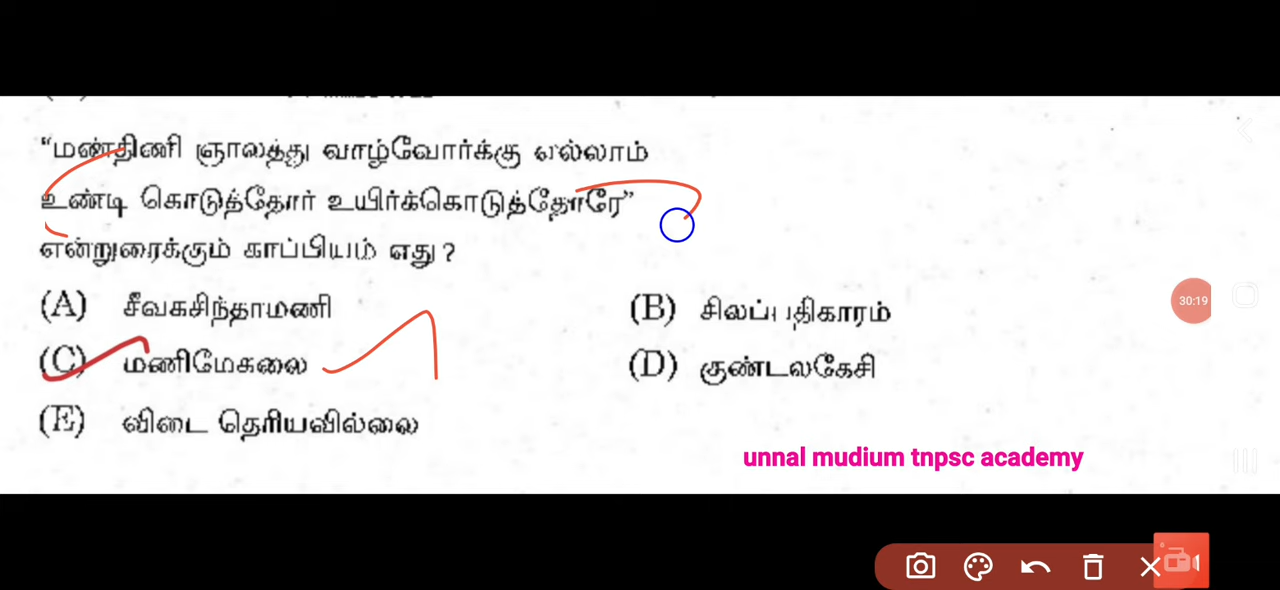 “மண்திணி ஞாலத்து வாழ்வோர்க்கு எல்லாம்
உண்டி கொடுத்தோர் உயிர்க்கொடுத்தோரே”
என்றுரைக்கும் காப்பியம் எது ?
(A) சீவகசிந்தாமணி (B) சிலப்பதிகாரம்
(C) மணிமேகலை (D) குண்டலகேசி
(E) விடை தெரியவில்லை
unnal mudium tnpsc academy
30:19